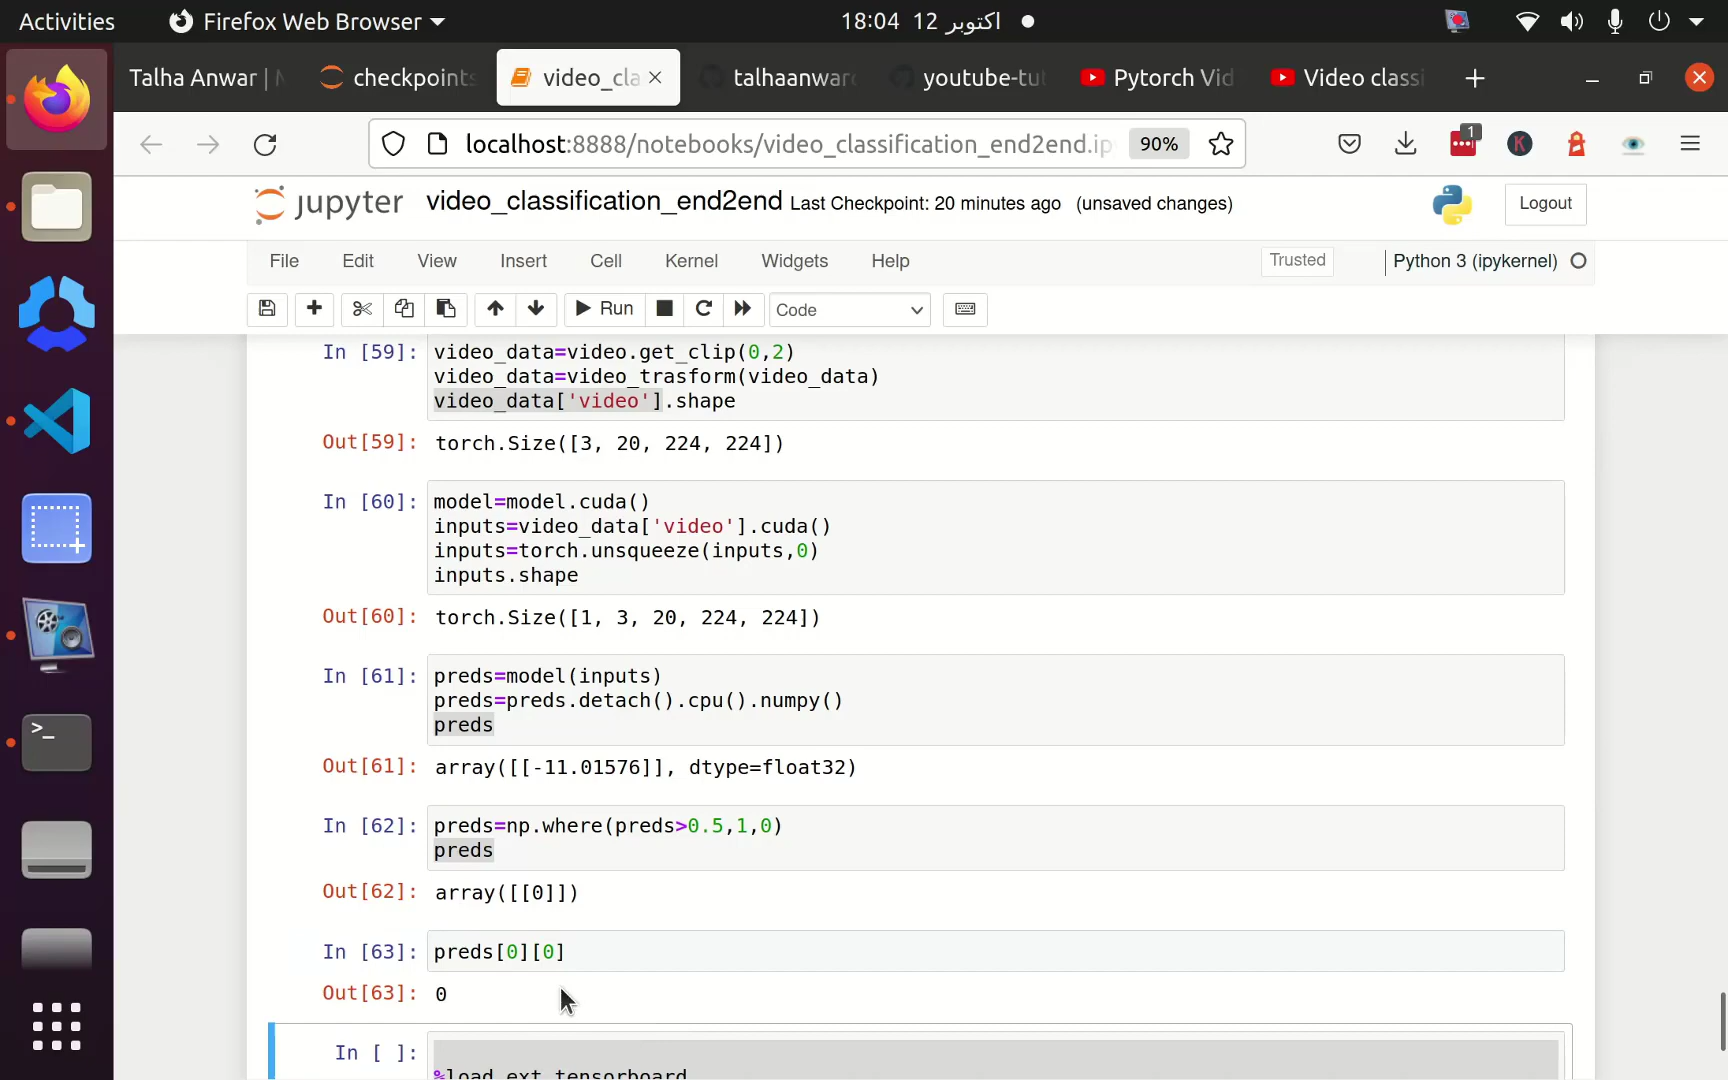 Activities Firefox Web Browser 18:04 12 اکتوبر
Talha Anwar | checkpoints video_cla talhaanwar youtube-tut Pytorch Vid Video classi
localhost:8888/notebooks/video_classification_end2end.ip 90% 1 K
jupyter video_classification_end2end Last Checkpoint: 20 minutes ago (unsaved changes) Logout
File Edit View Insert Cell Kernel Widgets Help Trusted Python 3 (ipykernel)
Run Code
In [59]: video_data=video.get_clip(0,2)
video_data=video_trasform(video_data)
video_data['video'].shape
Out[59]: torch.Size([3, 20, 224, 224])
In [60]: model=model.cuda()
inputs=video_data['video'].cuda()
inputs=torch.unsqueeze(inputs,0)
inputs.shape
Out[60]: torch.Size([1, 3, 20, 224, 224])
In [61]: preds=model(inputs)
preds=preds.detach().cpu().numpy()
preds
Out[61]: array([[-11.01576]], dtype=float32)
In [62]: preds=np.where(preds>0.5,1,0)
preds
Out[62]: array([[0]])
In [63]: preds[0][0]
Out[63]: 0
In [ ]:
%load_ext tensorboard